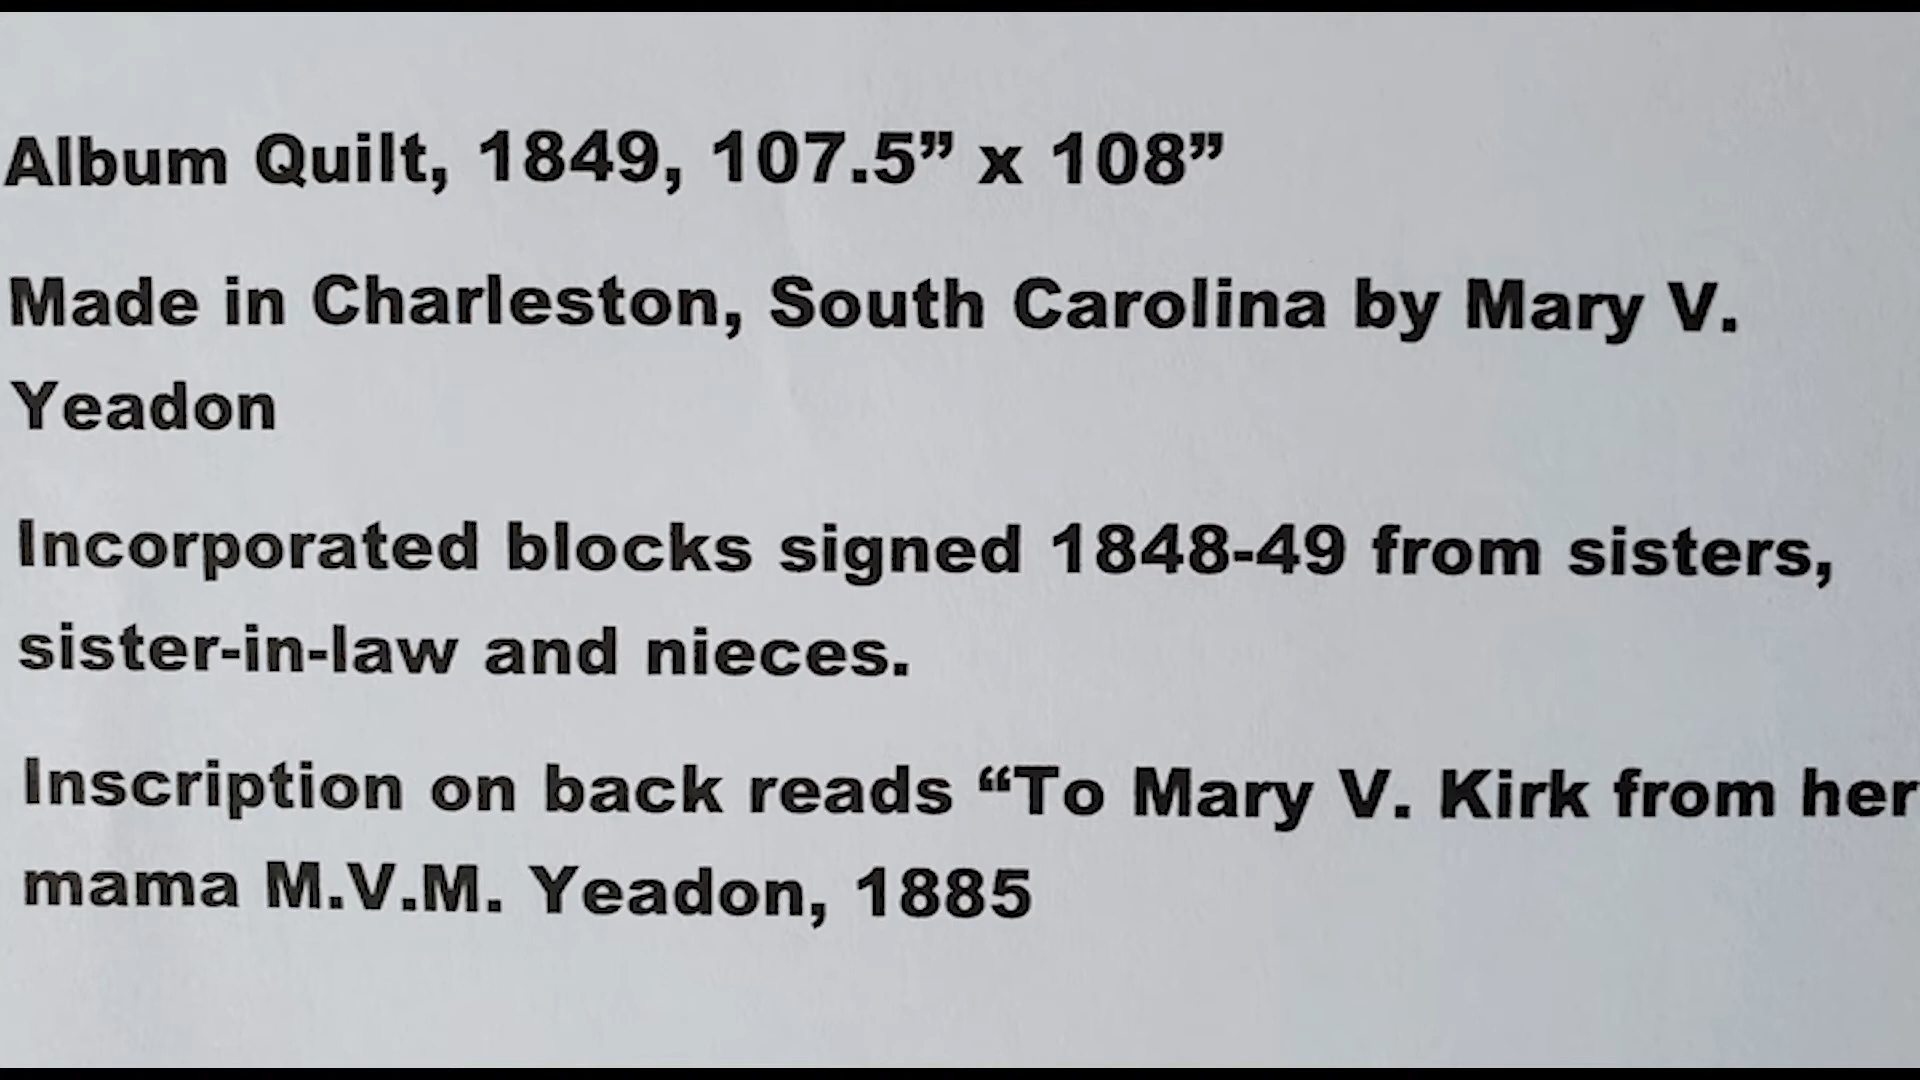 Album Quilt, 1849, 107.5” x 108”
Made in Charleston, South Carolina by Mary V.
Yeadon
Incorporated blocks signed 1848-49 from sisters,
sister-in-law and nieces.
Inscription on back reads “To Mary V. Kirk from her
mama M.V.M. Yeadon, 1885